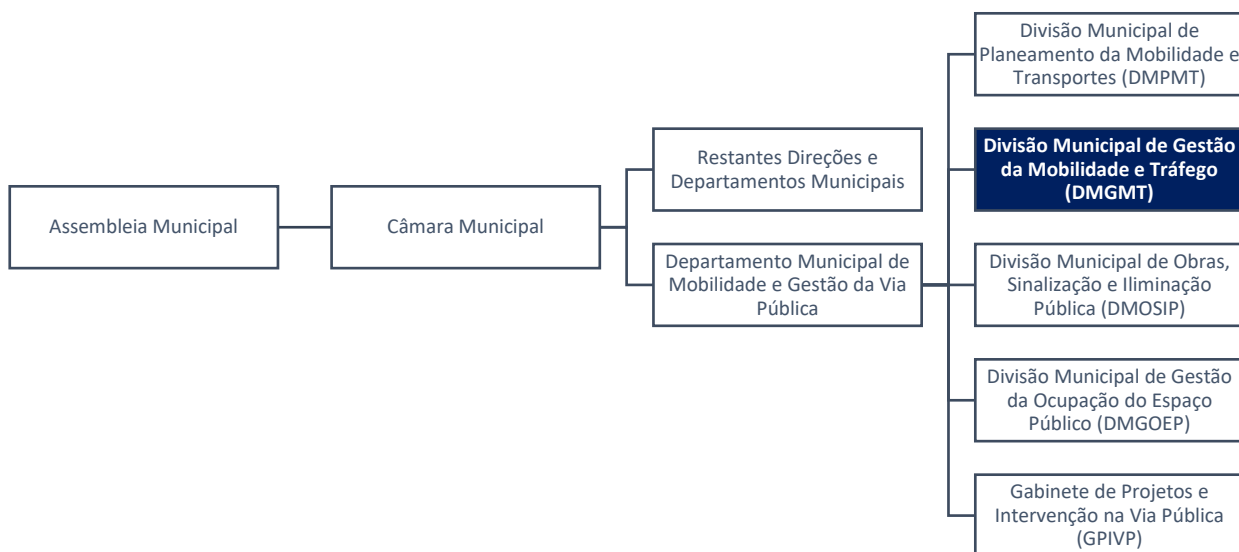 Assembleia Municipal
Câmara Municipal
Restantes Direções e
Departamentos Municipais
Departamento Municipal de
Mobilidade e Gestão da Via
Pública
Divisão Municipal de
Planeamento da Mobilidade e
Transportes (DMPMT)
Divisão Municipal de Gestão
da Mobilidade e Tráfego
(DMGMT)
Divisão Municipal de Obras,
Sinalização e Iliminação
Pública (DMOSIP)
Divisão Municipal de Gestão
da Ocupação do Espaço
Público (DMGOEP)
Gabinete de Projetos e
Intervenção na Via Pública
(GPIVP)